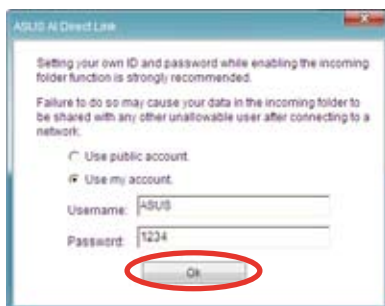 ASUS AI Direct Link
Setting your own ID and password while enabling the incoming
folder function is strongly recommended.
Failure to do so may cause your data in the incoming folder to
be shared with any other unallowable user after connecting to a
network.
Use public account.
Use my account.
Username: ASUS
Password: 1234
Ok